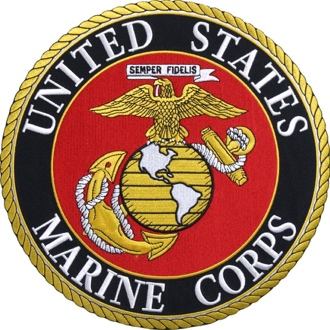 UNITED STATES
SEMPER FIDELIS
MARINE CORPS